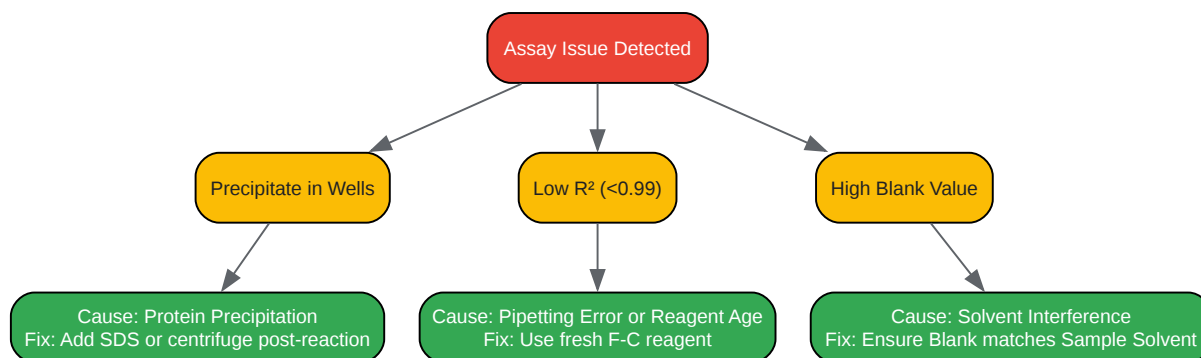 Assay Issue Detected
Precipitate in Wells
Low R² (<0.99)
High Blank Value
Cause: Protein Precipitation
Fix: Add SDS or centrifuge post-reaction
Cause: Pipetting Error or Reagent Age
Fix: Use fresh F-C reagent
Cause: Solvent Interference
Fix: Ensure Blank matches Sample Solvent